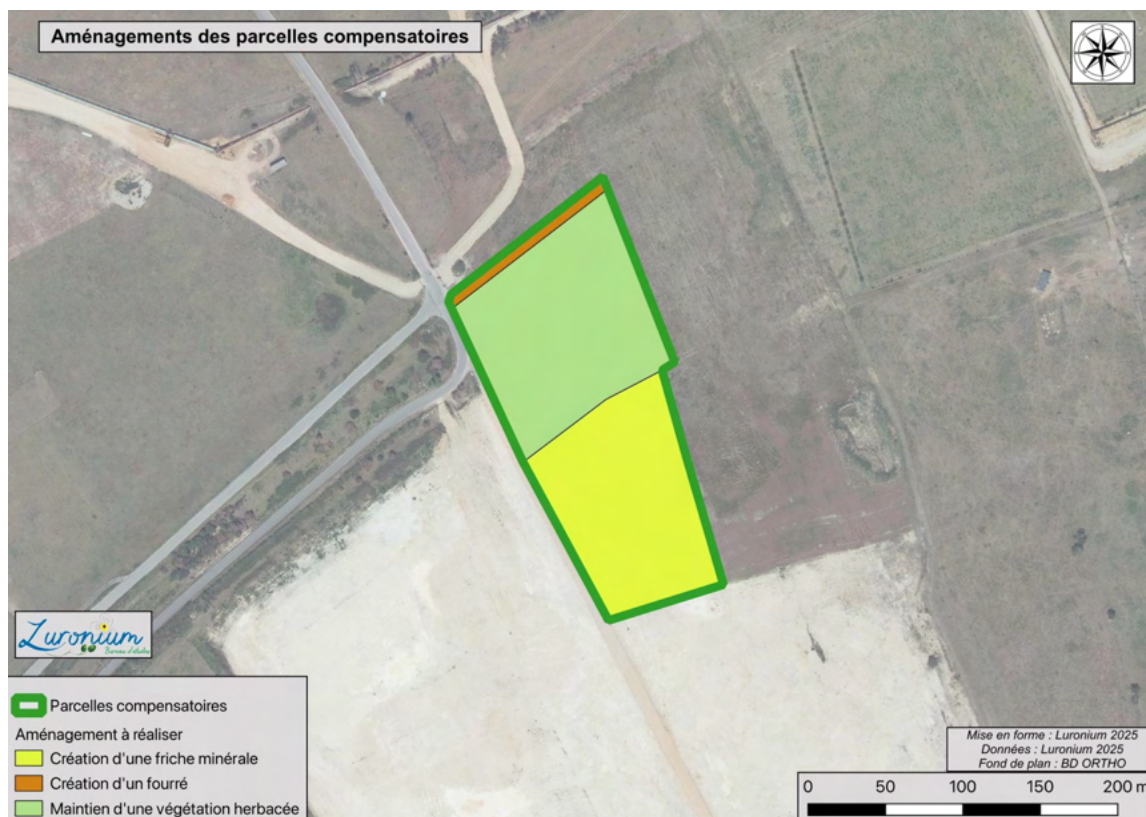 Aménagements des parcelles compensatoires
Luronium
Bureau d'études
Parcelles compensatoires
Aménagement à réaliser
Création d'une friche minérale
Création d'un fourré
Maintien d'une végétation herbacée
Mise en forme : Luronium 2025
Données : Luronium 2025
Fond de plan : BD ORTHO
0 50 100 150 200 m